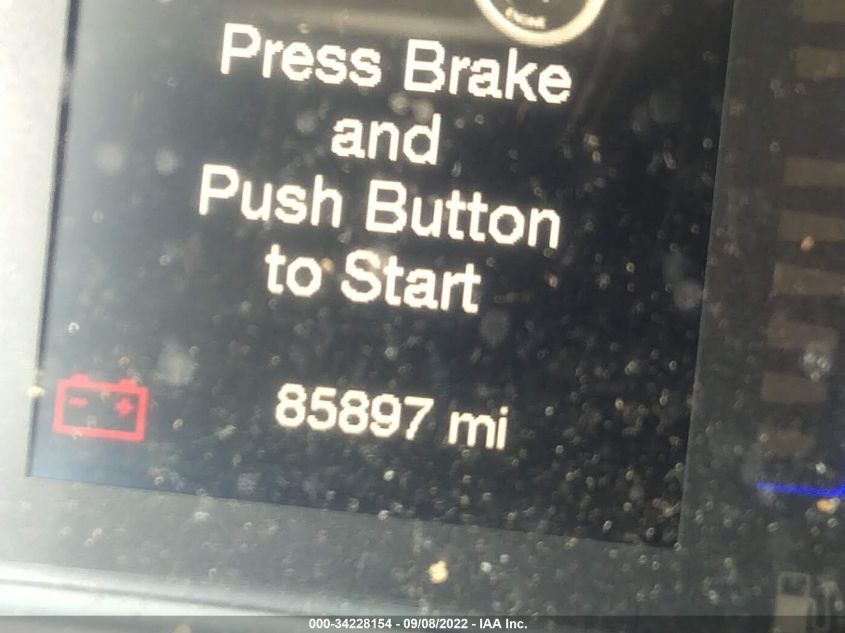 Press Brake
and
Push Button
to Start
85897 mi
000-34228154 - 09/08/2022 - IAA Inc.